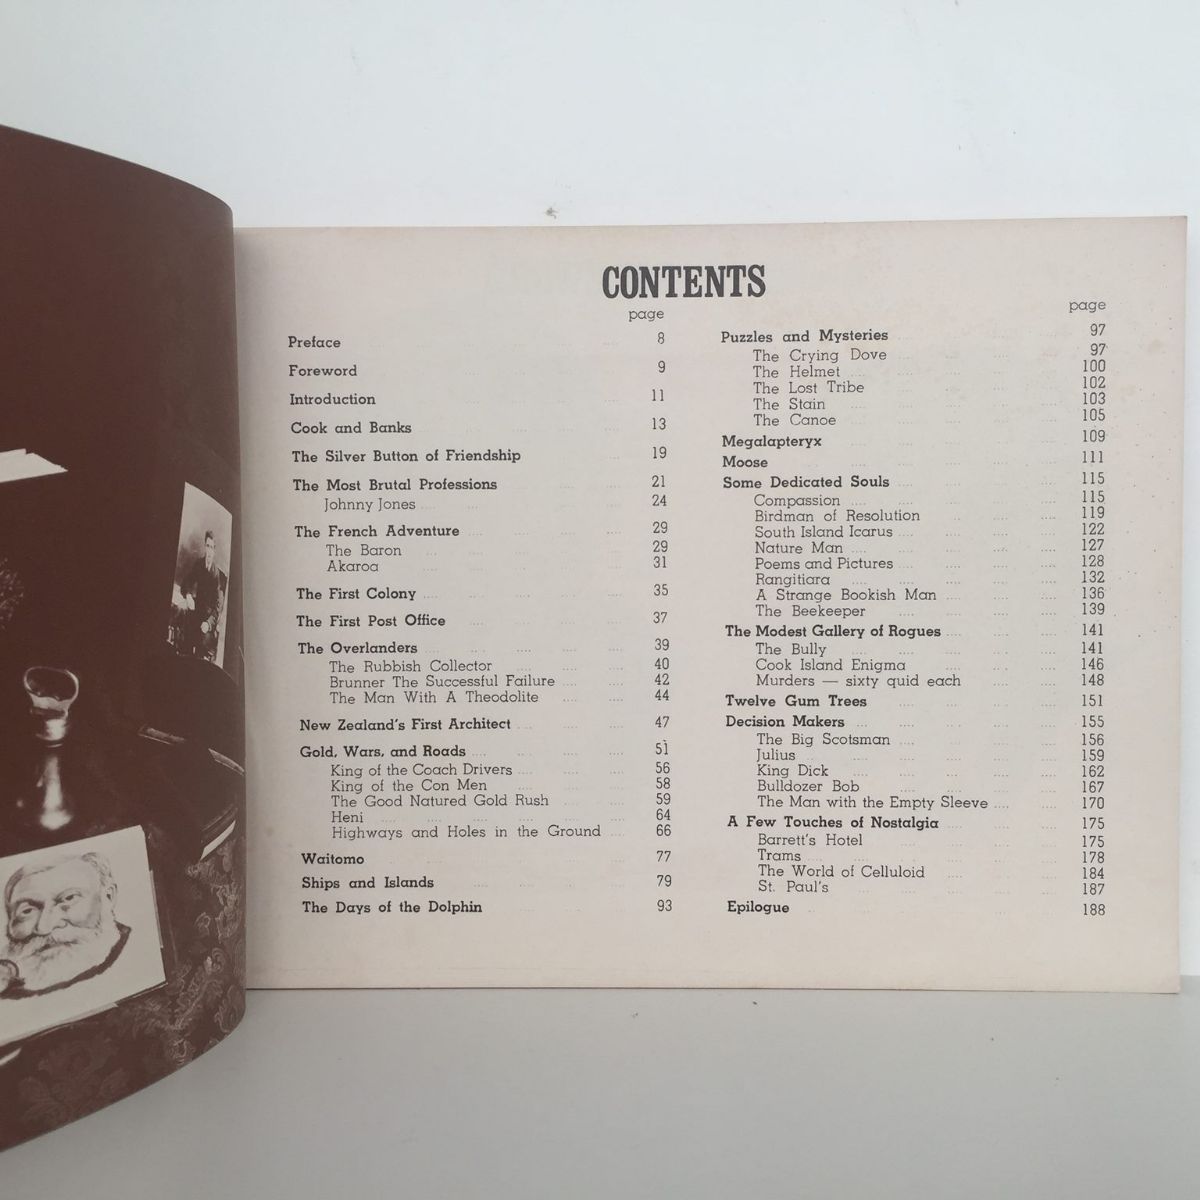 CONTENTS
page
Preface 8
Foreword 9
Introduction 11
Cook and Banks 13
The Silver Button of Friendship 19
The Most Brutal Professions 21
Johnny Jones 24
The French Adventure 29
The Baron 29
Akaroa 31
The First Colony 35
The First Post Office 37
The Overlanders 39
The Rubbish Collector 40
Brunner The Successful Failure 42
The Man With A Theodolite 44
New Zealand's First Architect 47
Gold, Wars, and Roads 51
King of the Coach Drivers 56
King of the Con Men 58
The Good Natured Gold Rush 59
Heni 64
Highways and Holes in the Ground 66
Waitomo 77
Ships and Islands 79
The Days of the Dolphin 93
page
Puzzles and Mysteries 97
The Crying Dove 97
The Helmet 100
The Lost Tribe 102
The Stain 103
The Canoe 105
Megalapteryx 109
Moose 111
Some Dedicated Souls 115
Compassion 115
Birdman of Resolution 119
South Island Icarus 122
Nature Man 127
Poems and Pictures 128
Rangitiara 132
A Strange Bookish Man 136
The Beekeeper 139
The Modest Gallery of Rogues 141
The Bully 141
Cook Island Enigma 146
Murders — sixty quid each 148
Twelve Gum Trees 151
Decision Makers 155
The Big Scotsman 156
Julius 159
King Dick 162
Bulldozer Bob 167
The Man with the Empty Sleeve 170
A Few Touches of Nostalgia 175
Barrett's Hotel 175
Trams 178
The World of Celluloid 184
St. Paul's 187
Epilogue 188